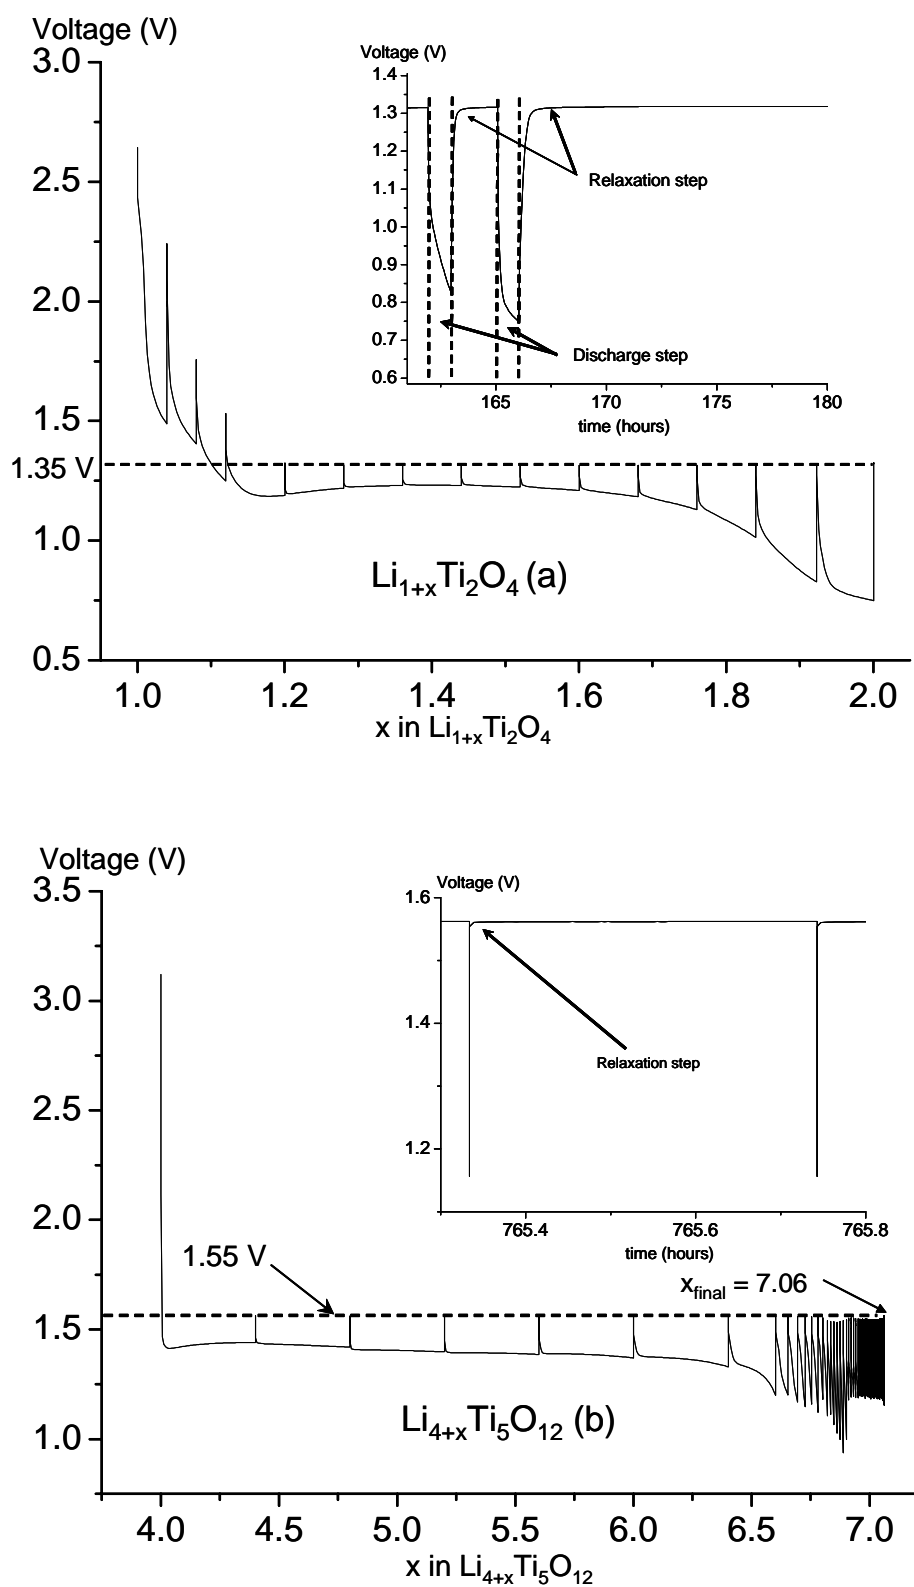 Voltage (V)
3.0
2.5
2.0
1.5
1.35 V
1.0
0.5
1.0 1.2 1.4 1.6 1.8 2.0
x in Li1+xTi2O4
Li1+xTi2O4 (a)
Voltage (V)
1.4
1.3
1.2
1.1
1.0
0.9
0.8
0.7
0.6
165 170 175 180
time (hours)
Relaxation step
Discharge step
Voltage (V)
3.5
3.0
2.5
2.0
1.5
1.0
4.0 4.5 5.0 5.5 6.0 6.5 7.0
x in Li4+xTi5O12
1.55 V
xfinal = 7.06
Li4+xTi5O12 (b)
Voltage (V)
1.6
1.4
1.2
765.4 765.6 765.8
time (hours)
Relaxation step